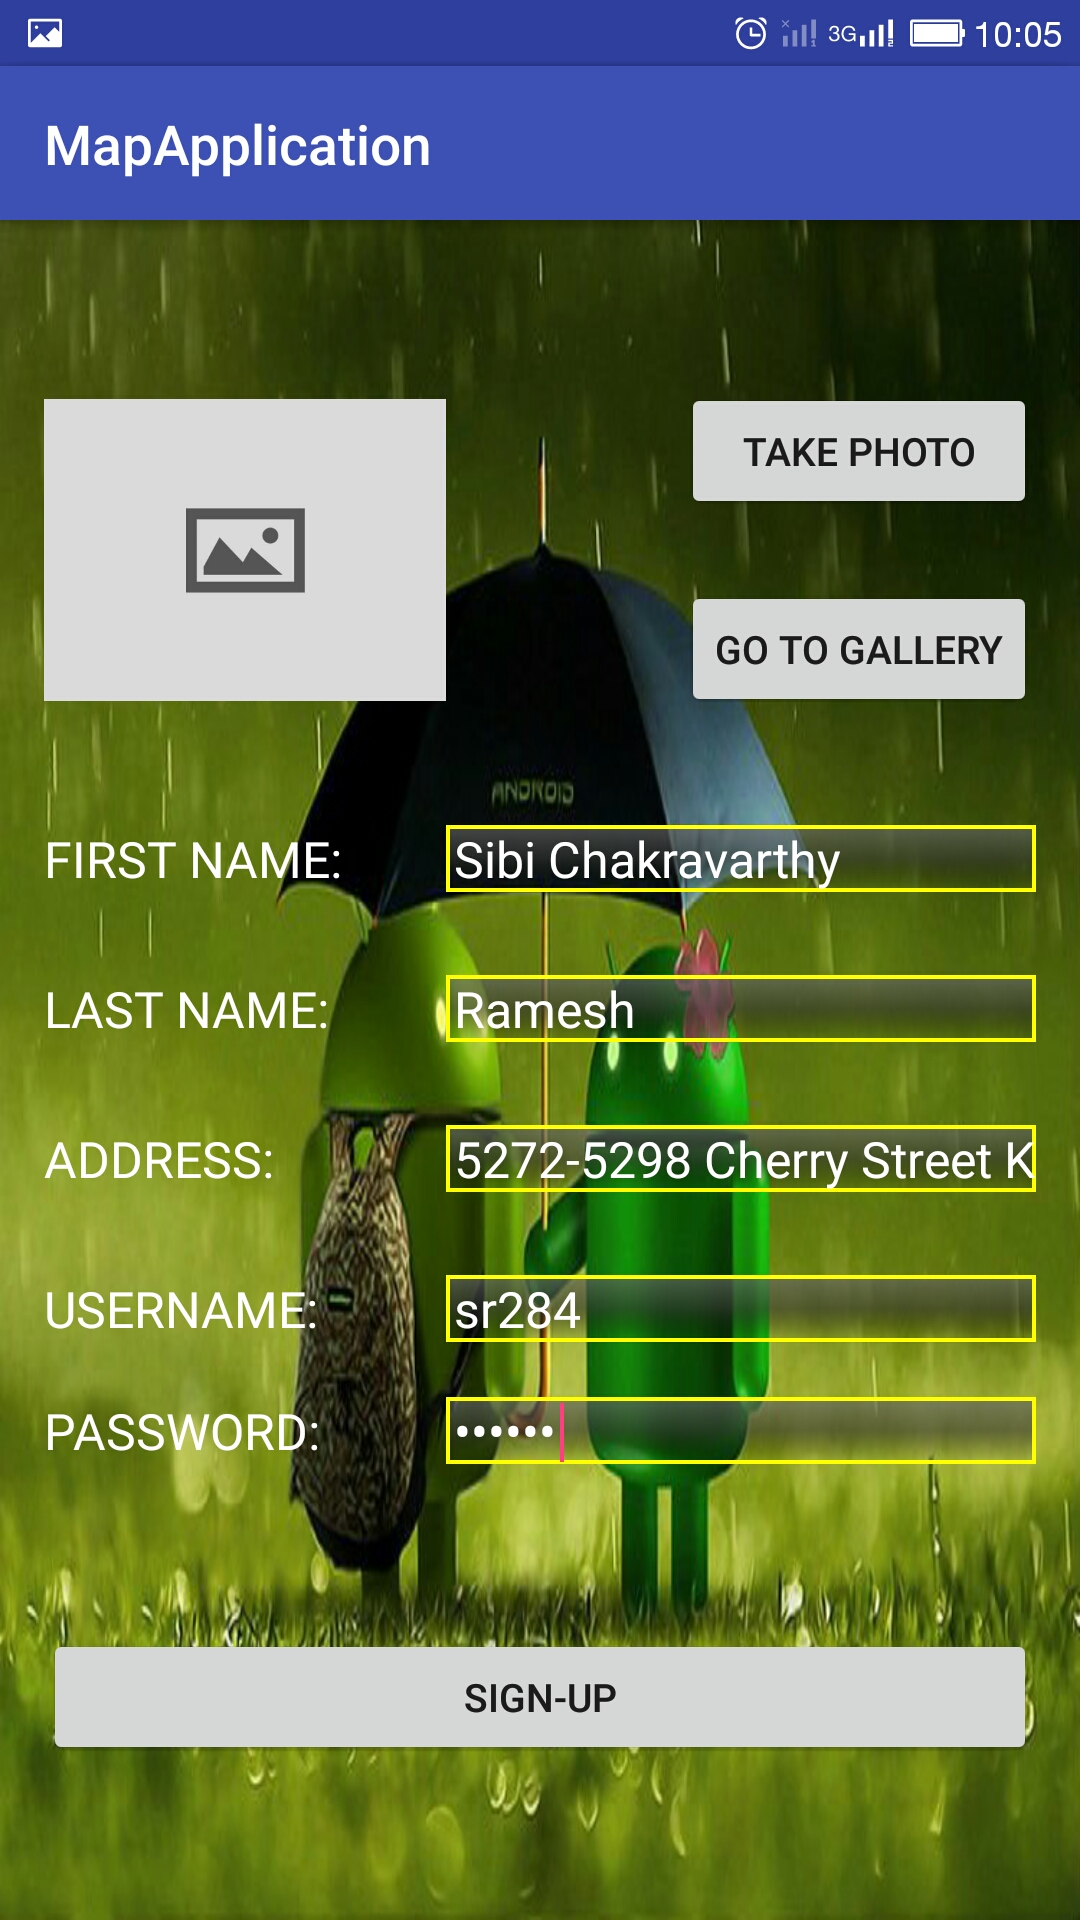 3G 10:05
MapApplication
TAKE PHOTO
GO TO GALLERY
ANDROID
FIRST NAME: Sibi Chakravarthy
LAST NAME: Ramesh
ADDRESS: 5272-5298 Cherry Street K
USERNAME: sr284
PASSWORD: ••••••
SIGN-UP